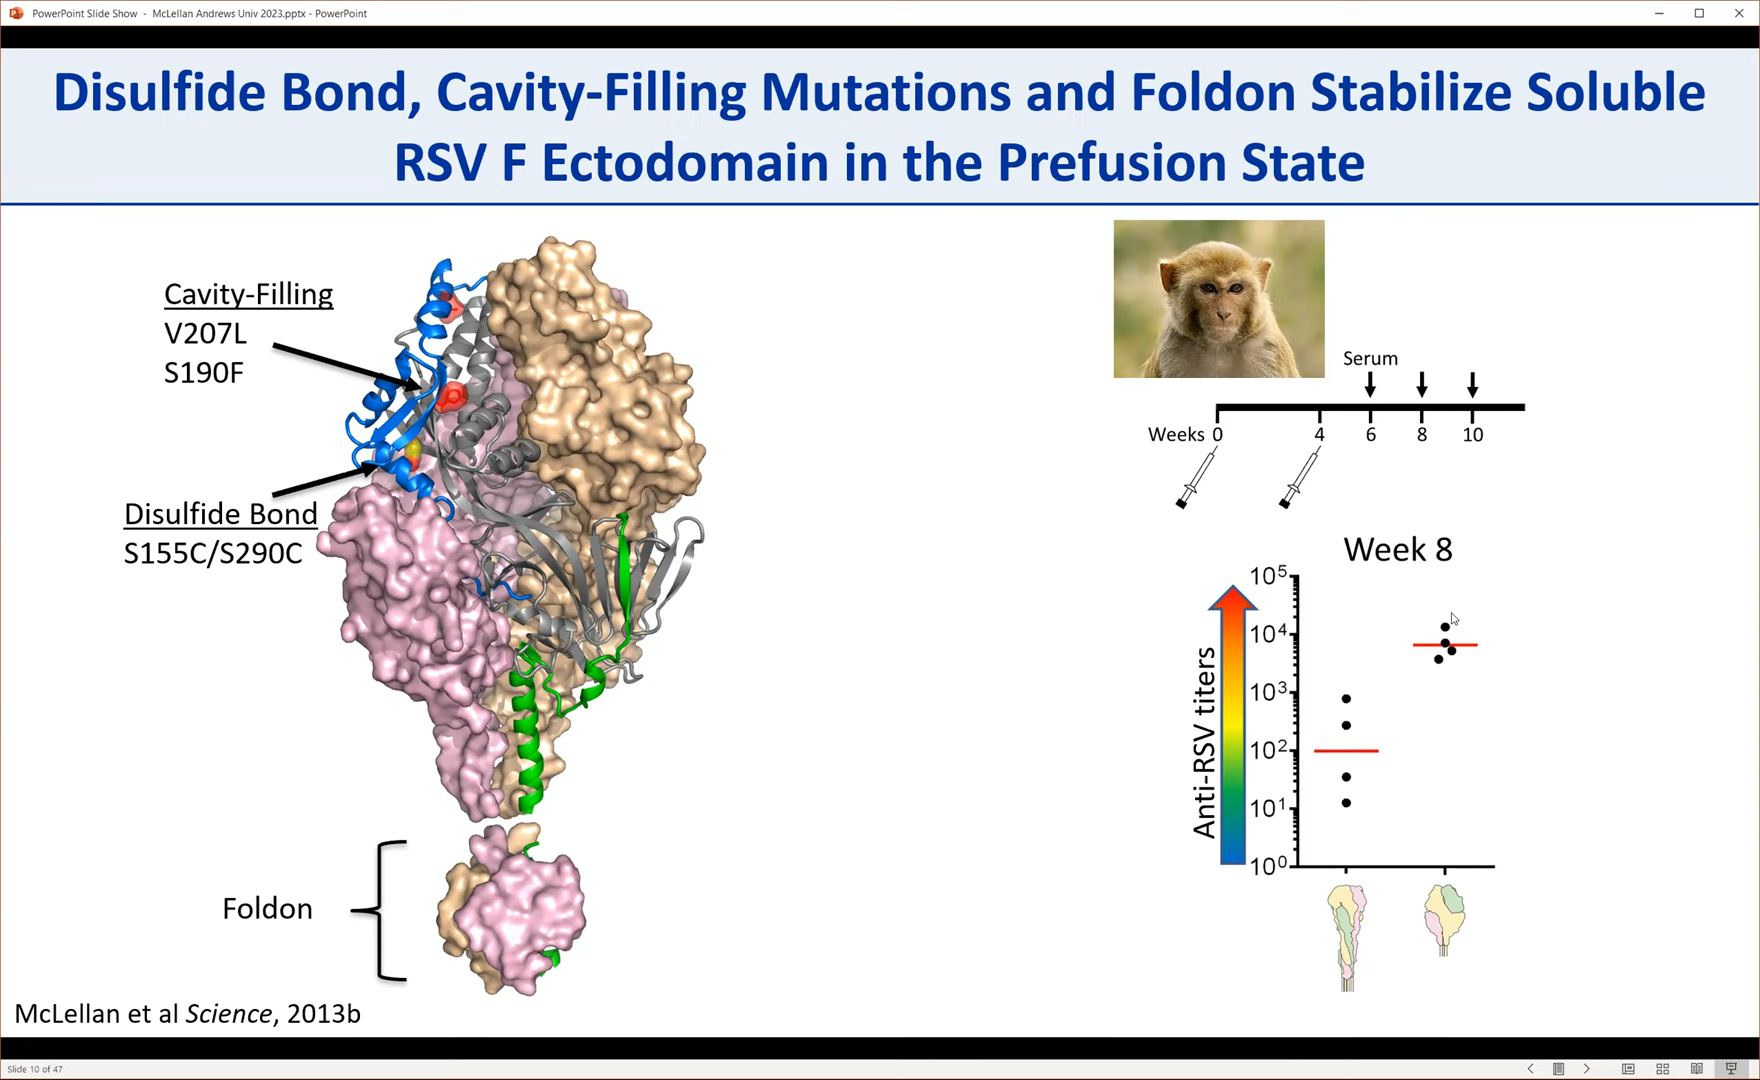 PowerPoint Slide Show - McLellan Andrews Univ 2023.pptx - PowerPoint
Disulfide Bond, Cavity-Filling Mutations and Foldon Stabilize Soluble
RSV F Ectodomain in the Prefusion State
Cavity-Filling
V207L
S190F
Disulfide Bond
S155C/S290C
Foldon
McLellan et al Science, 2013b
Serum
Weeks 0 4 6 8 10
Week 8
Anti-RSV titers
10⁵
10⁴
10³
10²
10¹
10⁰
Slide 10 of 47